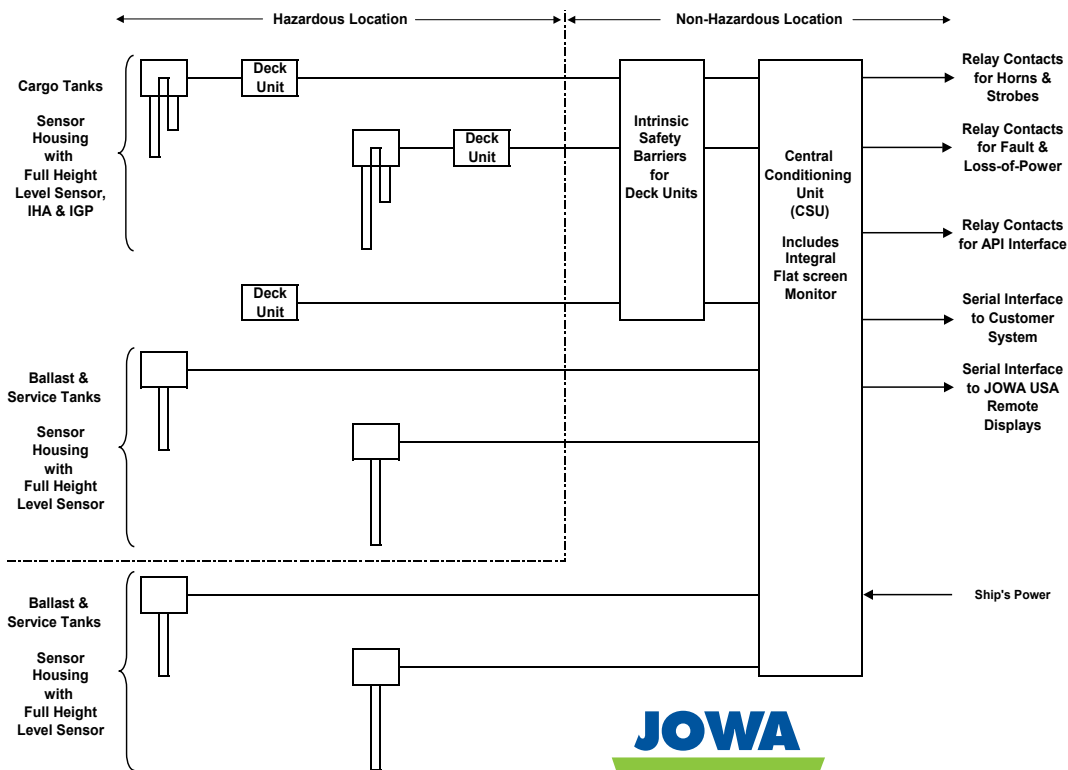 Hazardous Location
Non-Hazardous Location
Cargo Tanks
Sensor
Housing
with
Full Height
Level Sensor,
IHA & IGP
Deck
Unit
Deck
Unit
Deck
Unit
Intrinsic
Safety
Barriers
for
Deck Units
Central
Conditioning
Unit
(CSU)
Includes
Integral
Flat screen
Monitor
Relay Contacts
for Horns &
Strobes
Relay Contacts
for Fault &
Loss-of-Power
Relay Contacts
for API Interface
Serial Interface
to Customer
System
Serial Interface
to JOWA USA
Remote
Displays
Ballast &
Service Tanks
Sensor
Housing
with
Full Height
Level Sensor
Ballast &
Service Tanks
Sensor
Housing
with
Full Height
Level Sensor
Ship's Power
JOWA